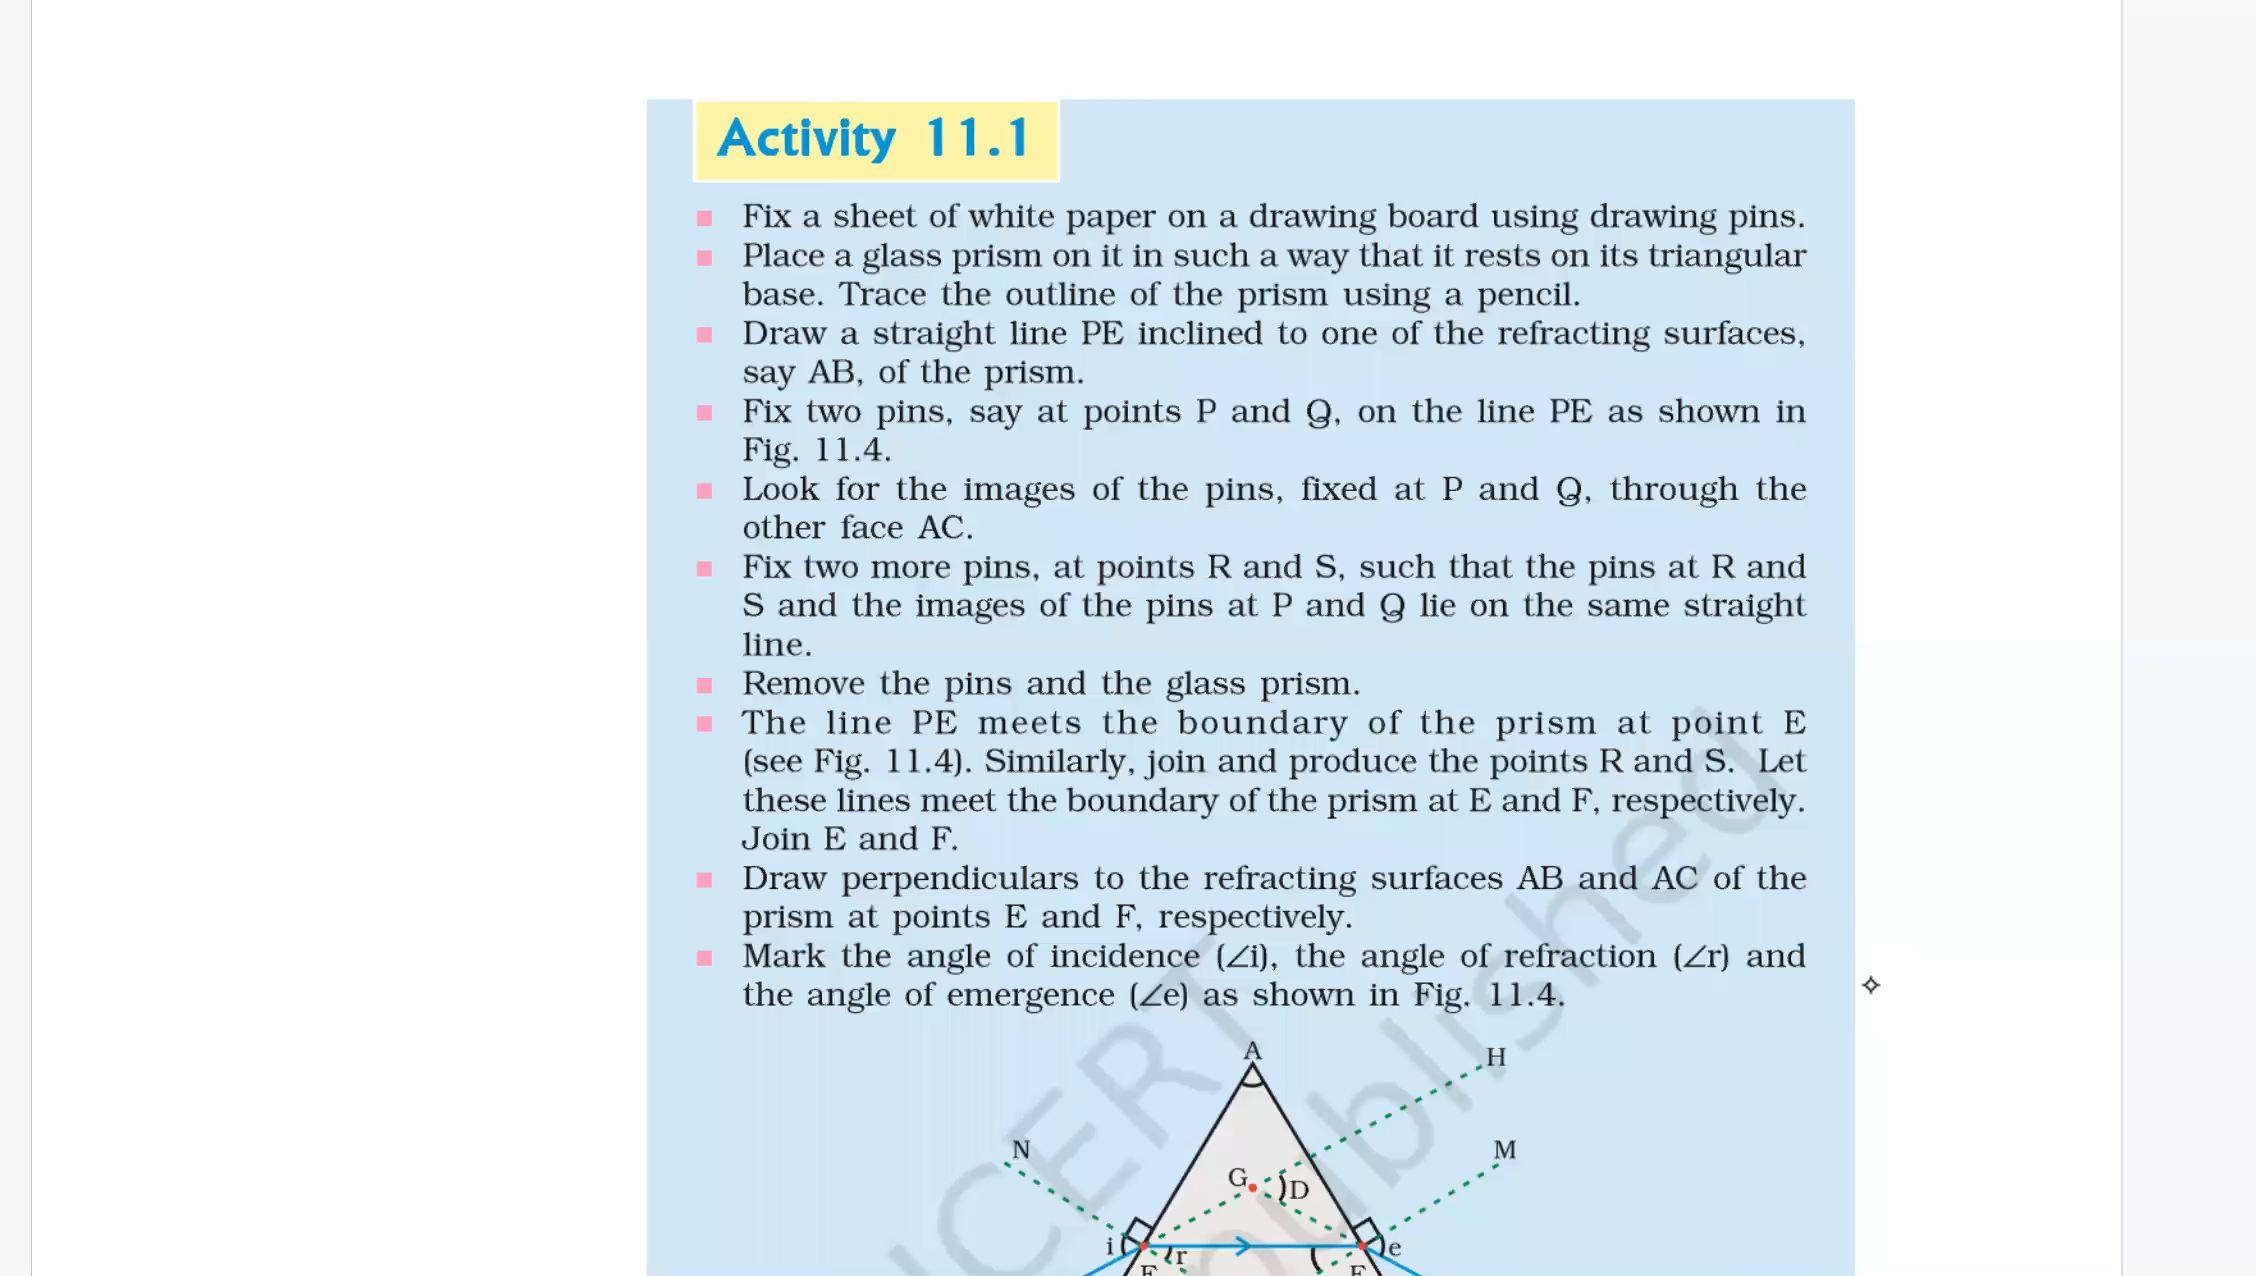 Activity 11.1
Fix a sheet of white paper on a drawing board using drawing pins.
Place a glass prism on it in such a way that it rests on its triangular
base. Trace the outline of the prism using a pencil.
Draw a straight line PE inclined to one of the refracting surfaces,
say AB, of the prism.
Fix two pins, say at points P and Q, on the line PE as shown in
Fig. 11.4.
Look for the images of the pins, fixed at P and Q, through the
other face AC.
Fix two more pins, at points R and S, such that the pins at R and
S and the images of the pins at P and Q lie on the same straight
line.
Remove the pins and the glass prism.
The line PE meets the boundary of the prism at point E
(see Fig. 11.4). Similarly, join and produce the points R and S. Let
these lines meet the boundary of the prism at E and F, respectively.
Join E and F.
Draw perpendiculars to the refracting surfaces AB and AC of the
prism at points E and F, respectively.
Mark the angle of incidence (∠i), the angle of refraction (∠r) and
the angle of emergence (∠e) as shown in Fig. 11.4.
A
H
N
M
G
D
i
r
e
NCERT
published